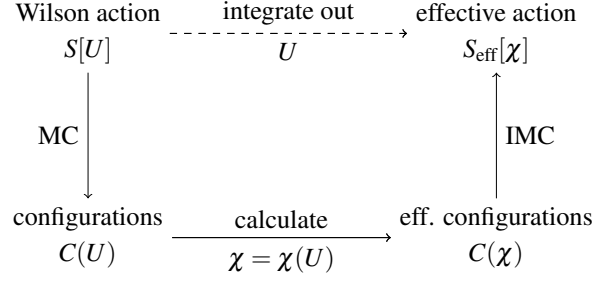 Wilson action integrate out effective action
S[U] U S_eff[χ]
MC IMC
configurations calculate eff. configurations
C(U) χ = χ(U) C(χ)